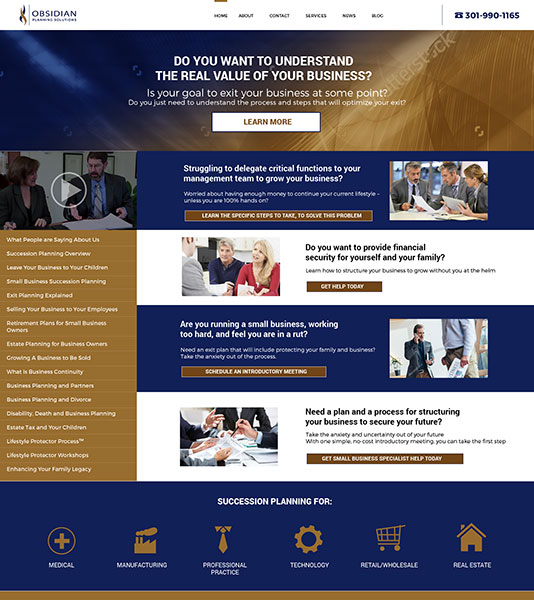 OBSIDIAN
PLANNING SOLUTIONS
HOME ABOUT CONTACT SERVICES NEWS BLOG
301-990-1165
DO YOU WANT TO UNDERSTAND
THE REAL VALUE OF YOUR BUSINESS?
Is your goal to exit your business at some point?
Do you just need to understand the process and steps that will optimize your exit?
LEARN MORE
Struggling to delegate critical functions to your
management team to grow your business?
Worried about having enough money to continue your current lifestyle –
unless you are 100% hands on?
LEARN THE SPECIFIC STEPS TO TAKE, TO SOLVE THIS PROBLEM
What People are Saying About Us
Succession Planning Overview
Leave Your Business to Your Children
Small Business Succession Planning
Exit Planning Explained
Selling Your Business to Your Employees
Retirement Plans for Small Business
Owners
Estate Planning for Business Owners
Growing A Business to Be Sold
What Is Business Continuity
Business Planning and Partners
Business Planning and Divorce
Disability, Death and Business Planning
Estate Tax and Your Children
Lifestyle Protector Process™
Lifestyle Protector Workshops
Enhancing Your Family Legacy
Do you want to provide financial
security for yourself and your family?
Learn how to structure your business to grow without you at the helm
GET HELP TODAY
Are you running a small business, working
too hard, and feel you are in a rut?
Need an exit plan that will include protecting your family and business?
Take the anxiety out of the process.
SCHEDULE AN INTRODUCTORY MEETING
Need a plan and a process for structuring
your business to secure your future?
Take the anxiety and uncertainty out of your future
With one simple, no-cost introductory meeting, you can take the first step
GET SMALL BUSINESS SPECIALIST HELP TODAY
SUCCESSION PLANNING FOR:
MEDICAL
MANUFACTURING
PROFESSIONAL
PRACTICE
TECHNOLOGY
RETAIL/WHOLESALE
REAL ESTATE